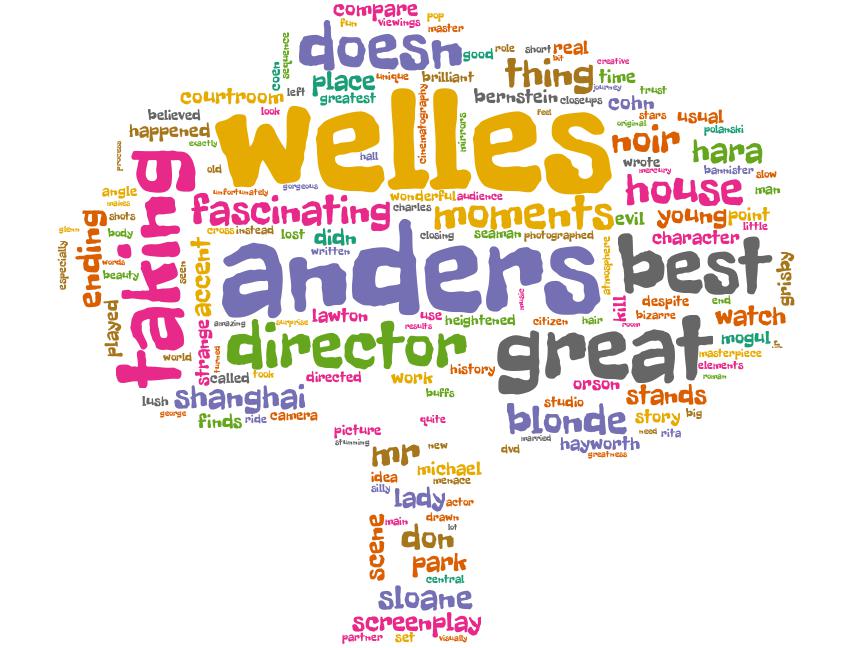 compare
pop
fun viewings master
doesn good role short real
sequence
coen place unique brilliant thing bit creative
time
journey
courtroom left greatest bernstein closeups cohn trust
believed look welles feel original stars usual
happened exactly cinematography mirrors noir polanski
process old hall wrote hara
mercury bannister slow
taking unfortunately gorgeous wonderful audience house man
angle
makes
shots fascinating charles moments evil young point
little
glenn ending body cross instead lost didn closing seaman photographed character
especially words written
beauty seen accent anders atmosphere best grisby
played amazing surprise lawton music use heightened citizen hair kill despite end
results room bizarre watch
strange director great mogul
world turned masterpiece
called took directed work history elements
roman
lush shanghai buffs orson
george finds ride camera studio stands
picture quite blonde story big
stunning married need rita
mr new dvd hayworth
greatness
idea michael
menace
silly lady actor
scene main drawn
lot
don
park
central
sloane
screenplay
partner set visually